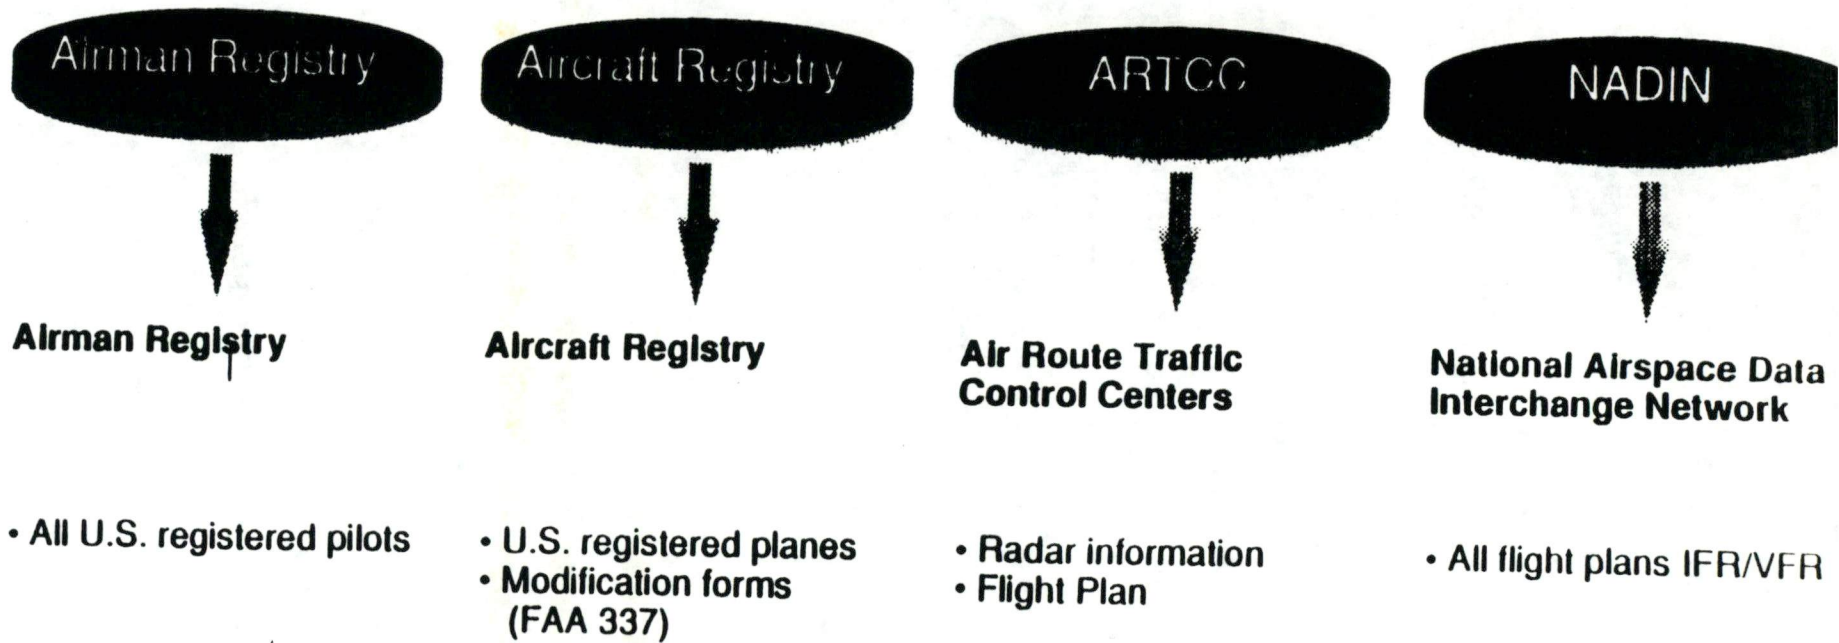 Airman Registry
Aircraft Registry
ARTCC
NADIN
Airman Registry
Aircraft Registry
Air Route Traffic
Control Centers
National Airspace Data
Interchange Network
• All U.S. registered pilots
• U.S. registered planes
• Modification forms
(FAA 337)
• Radar information
• Flight Plan
• All flight plans IFR/VFR